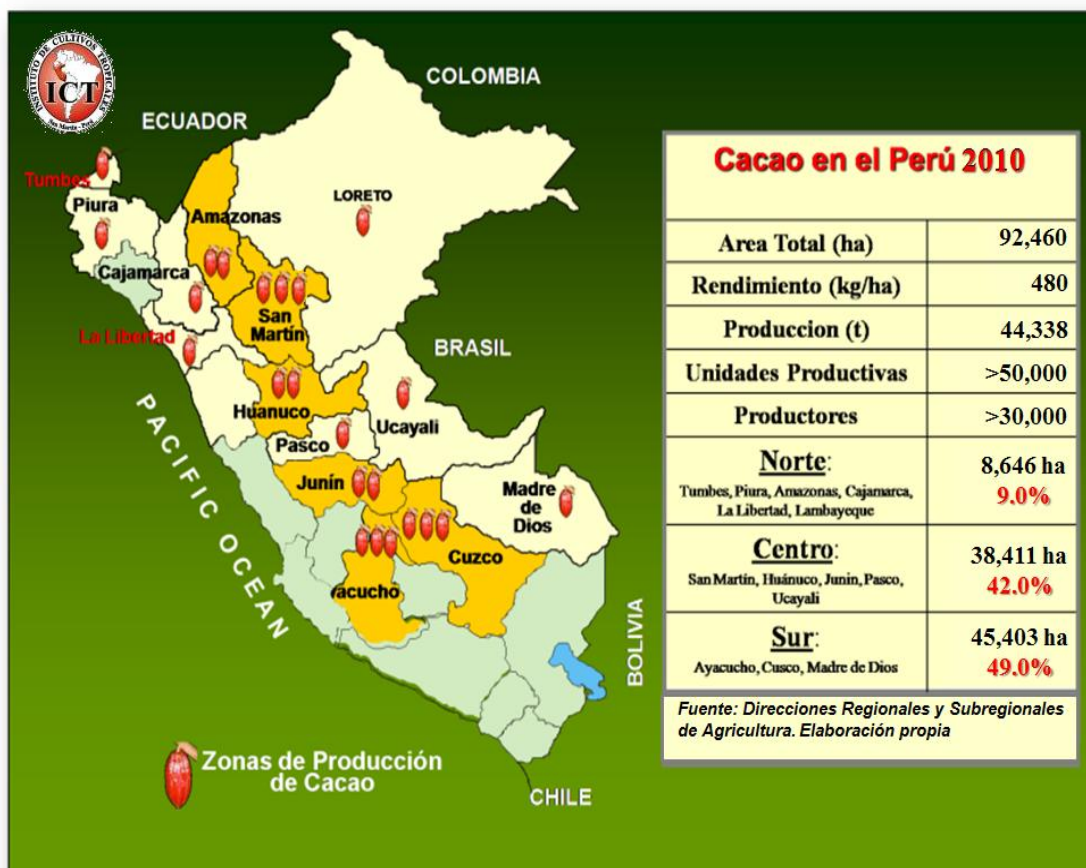 INSTITUTO DE CULTIVOS TROPICALES
ICT
San Martín - Perú
COLOMBIA
ECUADOR
Tumbes
Piura
LORETO
Amazonas
Cajamarca
San
Martín
La Libertad
BRASIL
Huanuco
Ucayali
Pasco
PACIFIC OCEAN
Junín
Madre
de
Dios
Cuzco
yacucho
BOLIVIA
Zonas de Producción
de Cacao
CHILE
Cacao en el Perú 2010
Area Total (ha) 92,460
Rendimiento (kg/ha) 480
Produccion (t) 44,338
Unidades Productivas >50,000
Productores >30,000
Norte: 8,646 ha
Tumbes, Piura, Amazonas, Cajamarca, 9.0%
La Libertad, Lambayeque
Centro: 38,411 ha
San Martín, Huánuco, Junin, Pasco, 42.0%
Ucayali
Sur: 45,403 ha
Ayacucho, Cusco, Madre de Dios 49.0%
Fuente: Direcciones Regionales y Subregionales
de Agricultura. Elaboración propia